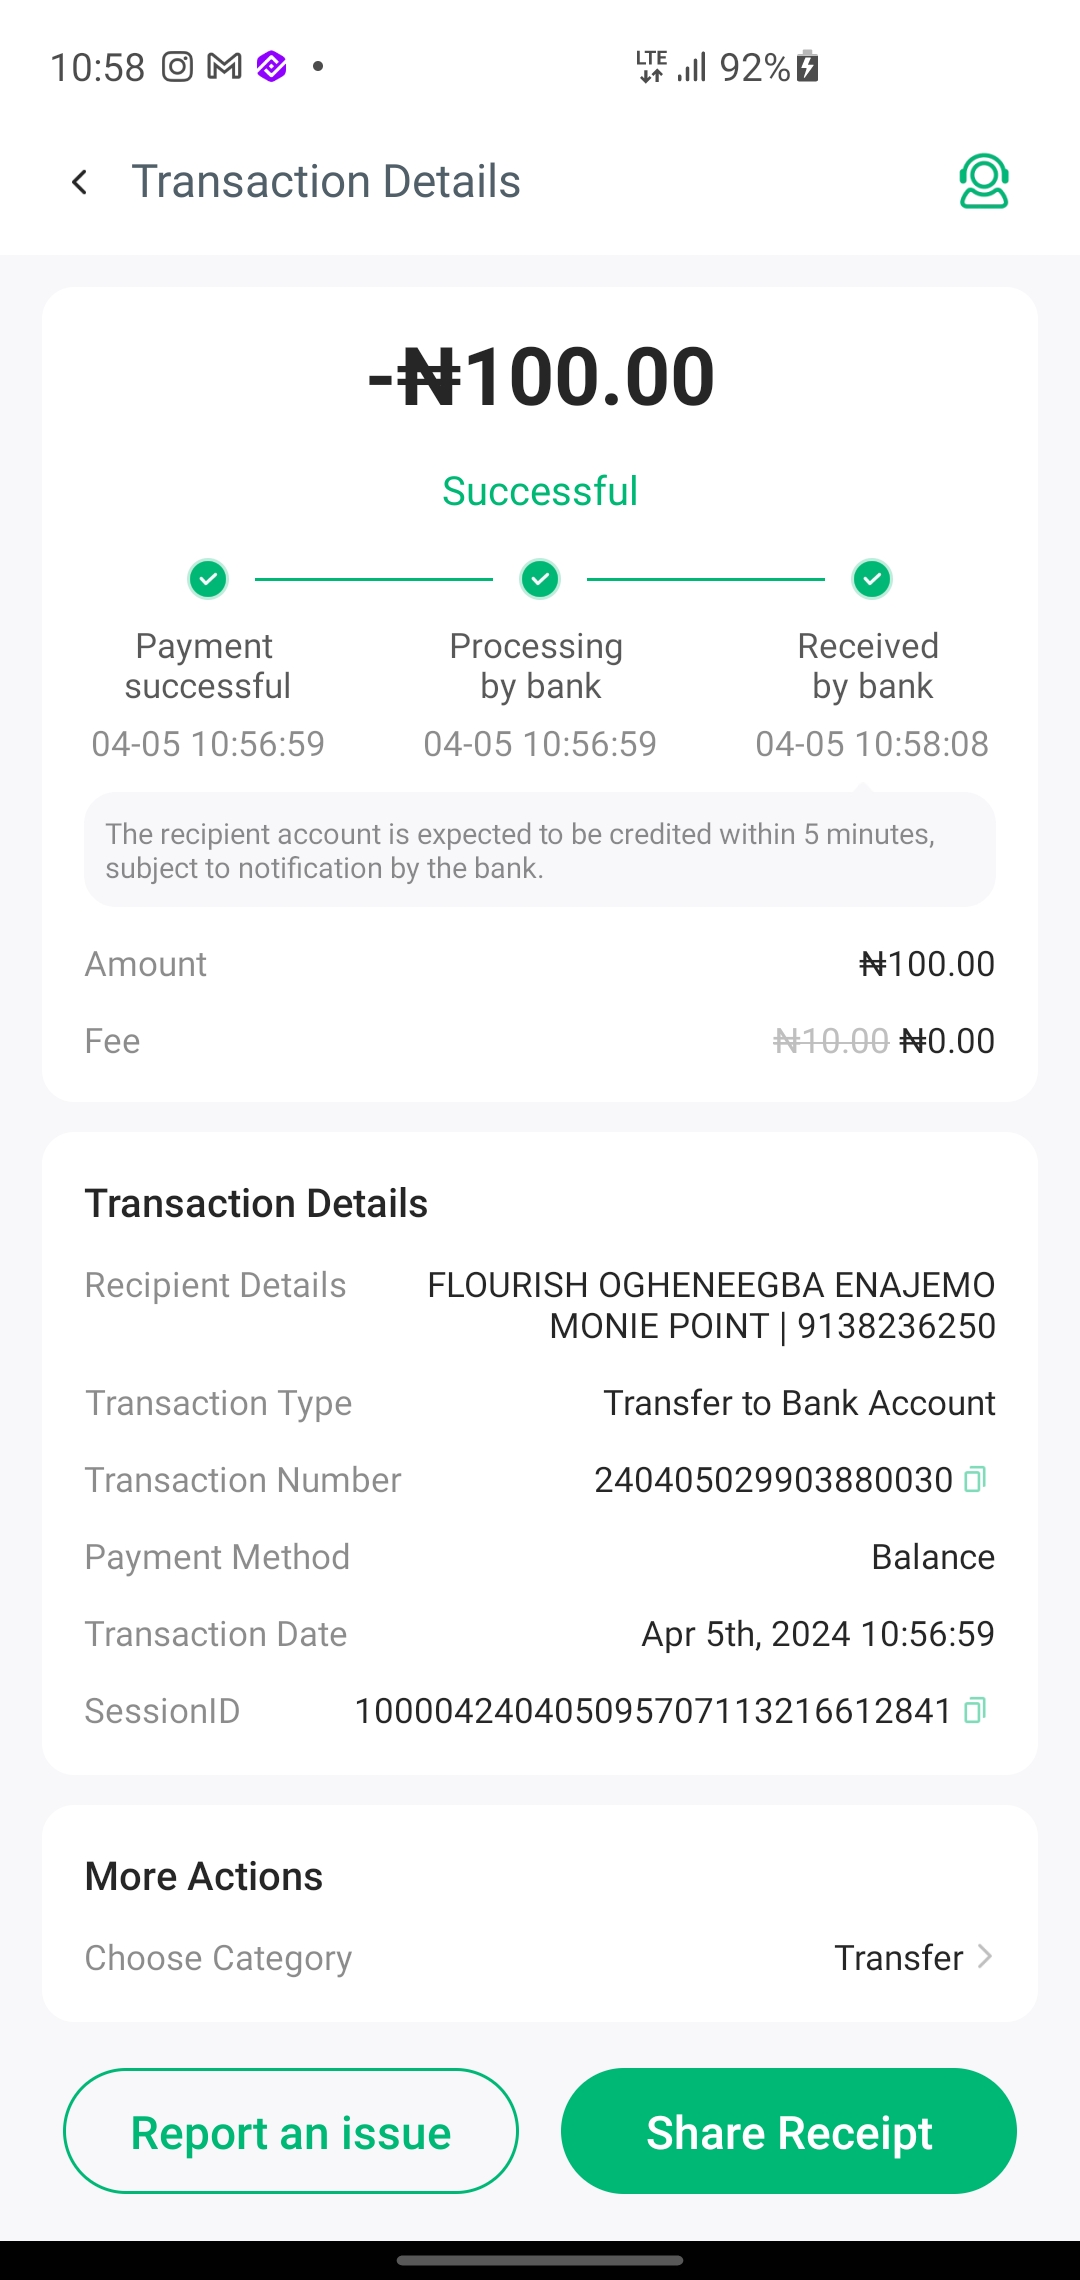 10:58 LTE 92%
Transaction Details
-₦100.00
Successful
Payment successful
Processing by bank
Received by bank
04-05 10:56:59
04-05 10:56:59
04-05 10:58:08
The recipient account is expected to be credited within 5 minutes,
subject to notification by the bank.
Amount ₦100.00
Fee ₦10.00 ₦0.00
Transaction Details
Recipient Details FLOURISH OGHENEEGBA ENAJEMO
MONIE POINT | 9138236250
Transaction Type Transfer to Bank Account
Transaction Number 240405029903880030
Payment Method Balance
Transaction Date Apr 5th, 2024 10:56:59
SessionID 100004240405095707113216612841
More Actions
Choose Category Transfer
Report an issue Share Receipt